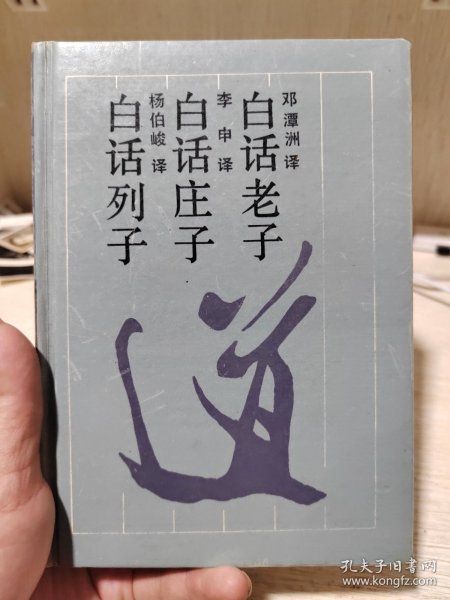 白话老子
邓潭洲 译
白话庄子
李申 译
白话列子
杨伯峻 译
道
孔夫子旧书网
www.kongfz.com